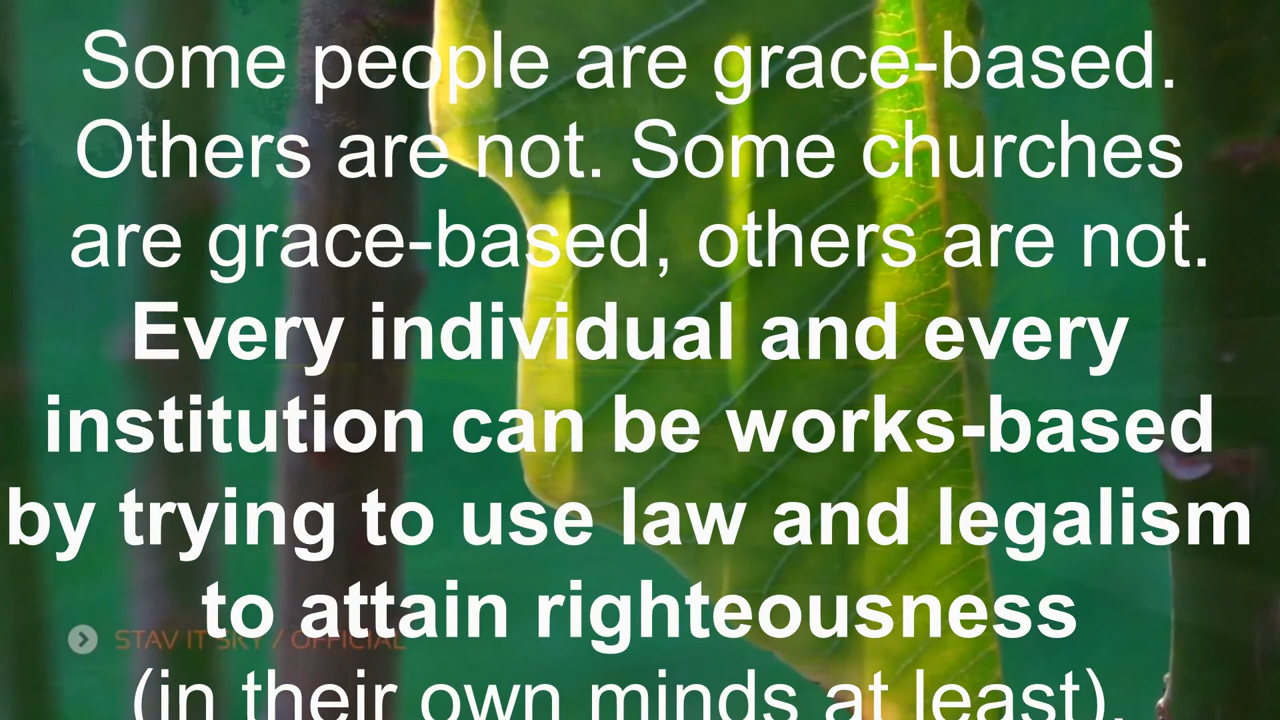 Some people are grace-based.
Others are not. Some churches
are grace-based, others are not.
Every individual and every
institution can be works-based
by trying to use law and legalism
to attain righteousness
STAV IT SKY / OFFICIAL
(in their own minds at least).